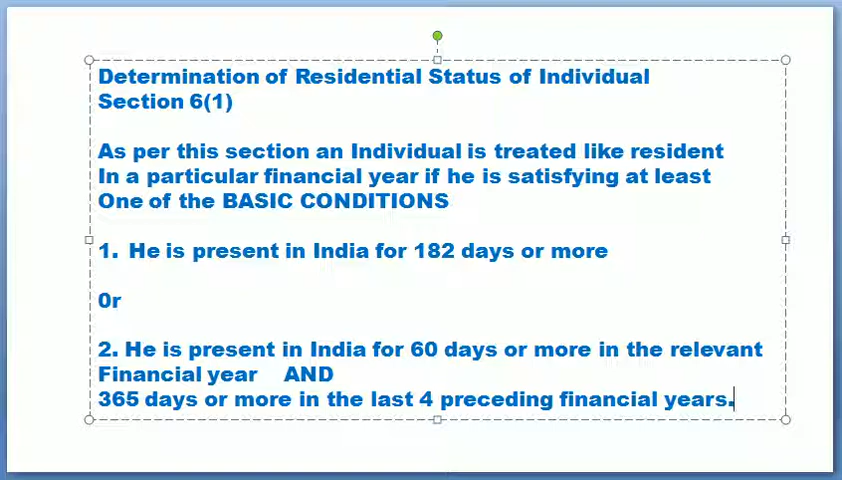 Determination of Residential Status of Individual
Section 6(1)
As per this section an Individual is treated like resident
In a particular financial year if he is satisfying at least
One of the BASIC CONDITIONS
1. He is present in India for 182 days or more
0r
2. He is present in India for 60 days or more in the relevant
Financial year AND
365 days or more in the last 4 preceding financial years.